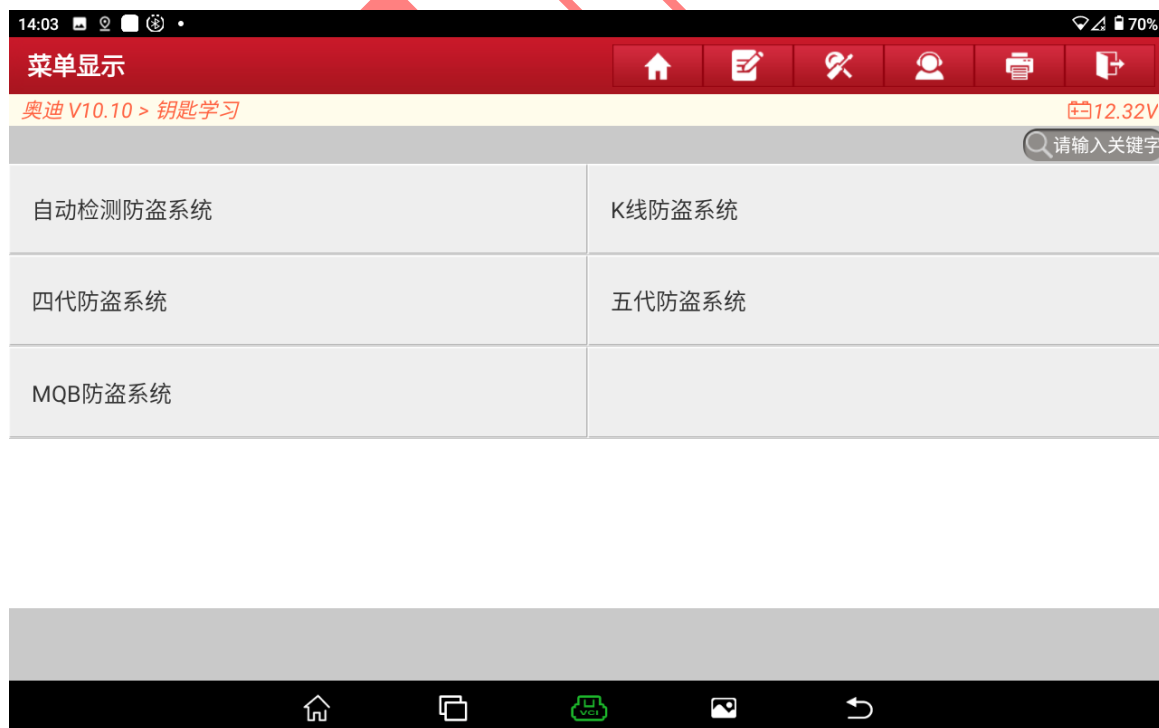 14:03
70%
菜单显示
奥迪 V10.10 > 钥匙学习
12.32V
请输入关键字
自动检测防盗系统
K线防盗系统
四代防盗系统
五代防盗系统
MQB防盗系统
VCI